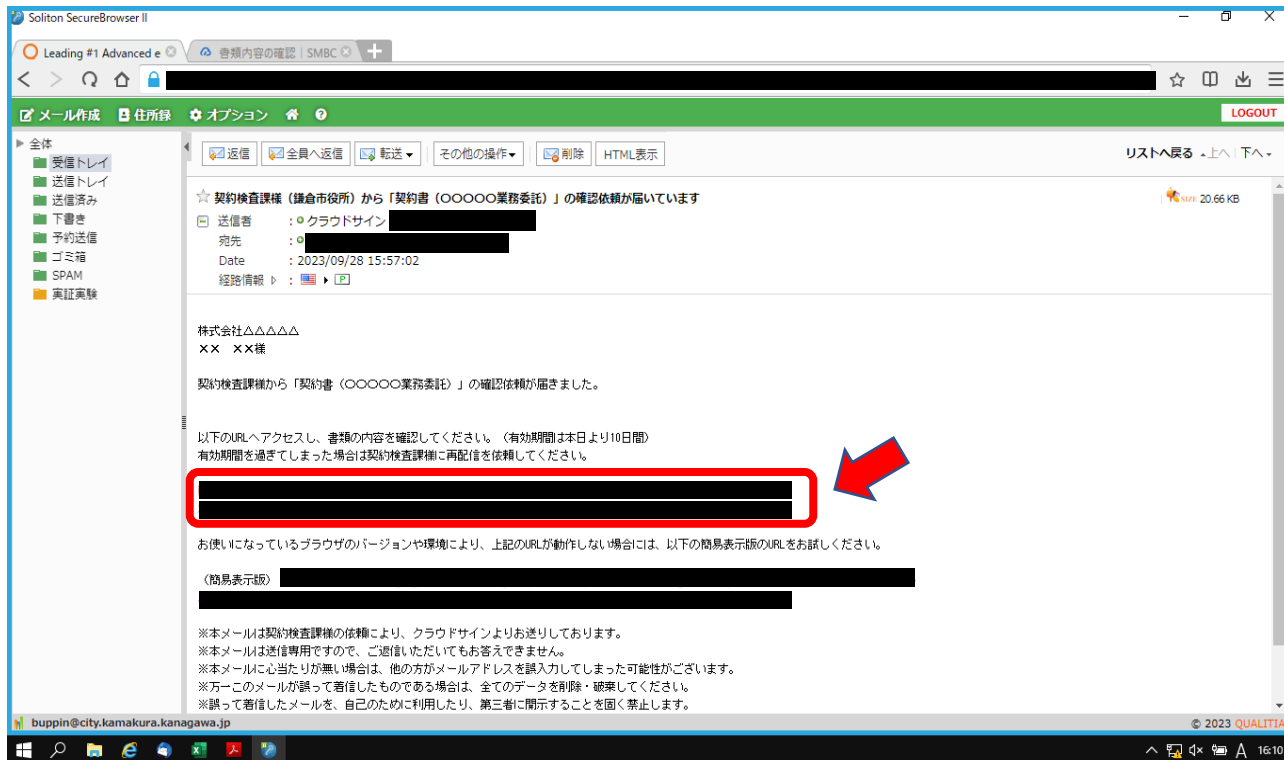 Soliton SecureBrowser II
Leading #1 Advanced e
書類内容の確認 | SMBC
メール作成 住所録 オプション LOGOUT
全体
受信トレイ
送信トレイ
送信済み
下書き
予約送信
ゴミ箱
SPAM
実証実験
返信 全員へ返信 転送 その他の操作 削除 HTML表示 リストへ戻る 上へ 下へ
契約検査課様（鎌倉市役所）から「契約書（○○○○○業務委託）」の確認依頼が届いています SIZE: 20.66 KB
送信者 : クラウドサイン
宛先 :
Date : 2023/09/28 15:57:02
経路情報 : P
株式会社△△△△△
×× ××様
契約検査課様から「契約書（○○○○○業務委託）」の確認依頼が届きました。
以下のURLへアクセスし、書類の内容を確認してください。（有効期間は本日より10日間）
有効期間を過ぎてしまった場合は契約検査課様に再配信を依頼してください。
お使いになっているブラウザのバージョンや環境により、上記のURLが動作しない場合には、以下の簡易表示版のURLをお試しください。
（簡易表示版）
※本メールは契約検査課様の依頼により、クラウドサインよりお送りしております。
※本メールは送信専用ですので、ご返信いただいてもお答えできません。
※本メールに心当たりが無い場合は、他の方がメールアドレスを誤入力してしまった可能性がございます。
※万一このメールが誤って着信したものである場合は、全てのデータを削除・破棄してください。
※誤って着信したメールを、自己のために利用したり、第三者に開示することを固く禁止します。
buppin@city.kamakura.kanagawa.jp © 2023 QUALITIA
A 16:10